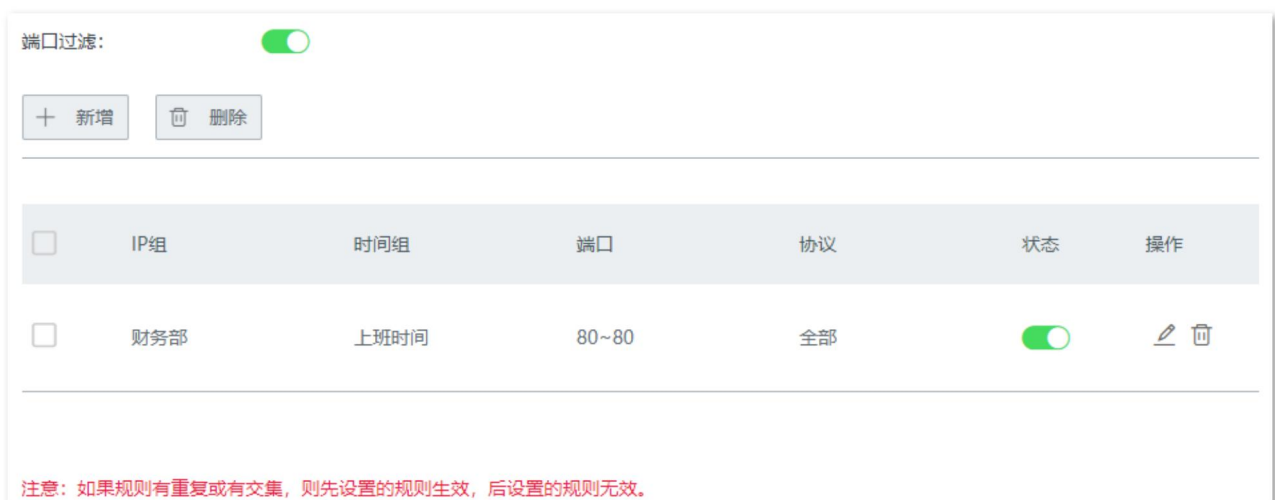 端口过滤：
新增 删除
IP组 时间组 端口 协议 状态 操作
财务部 上班时间 80~80 全部
注意：如果规则有重复或有交集，则先设置的规则生效，后设置的规则无效。